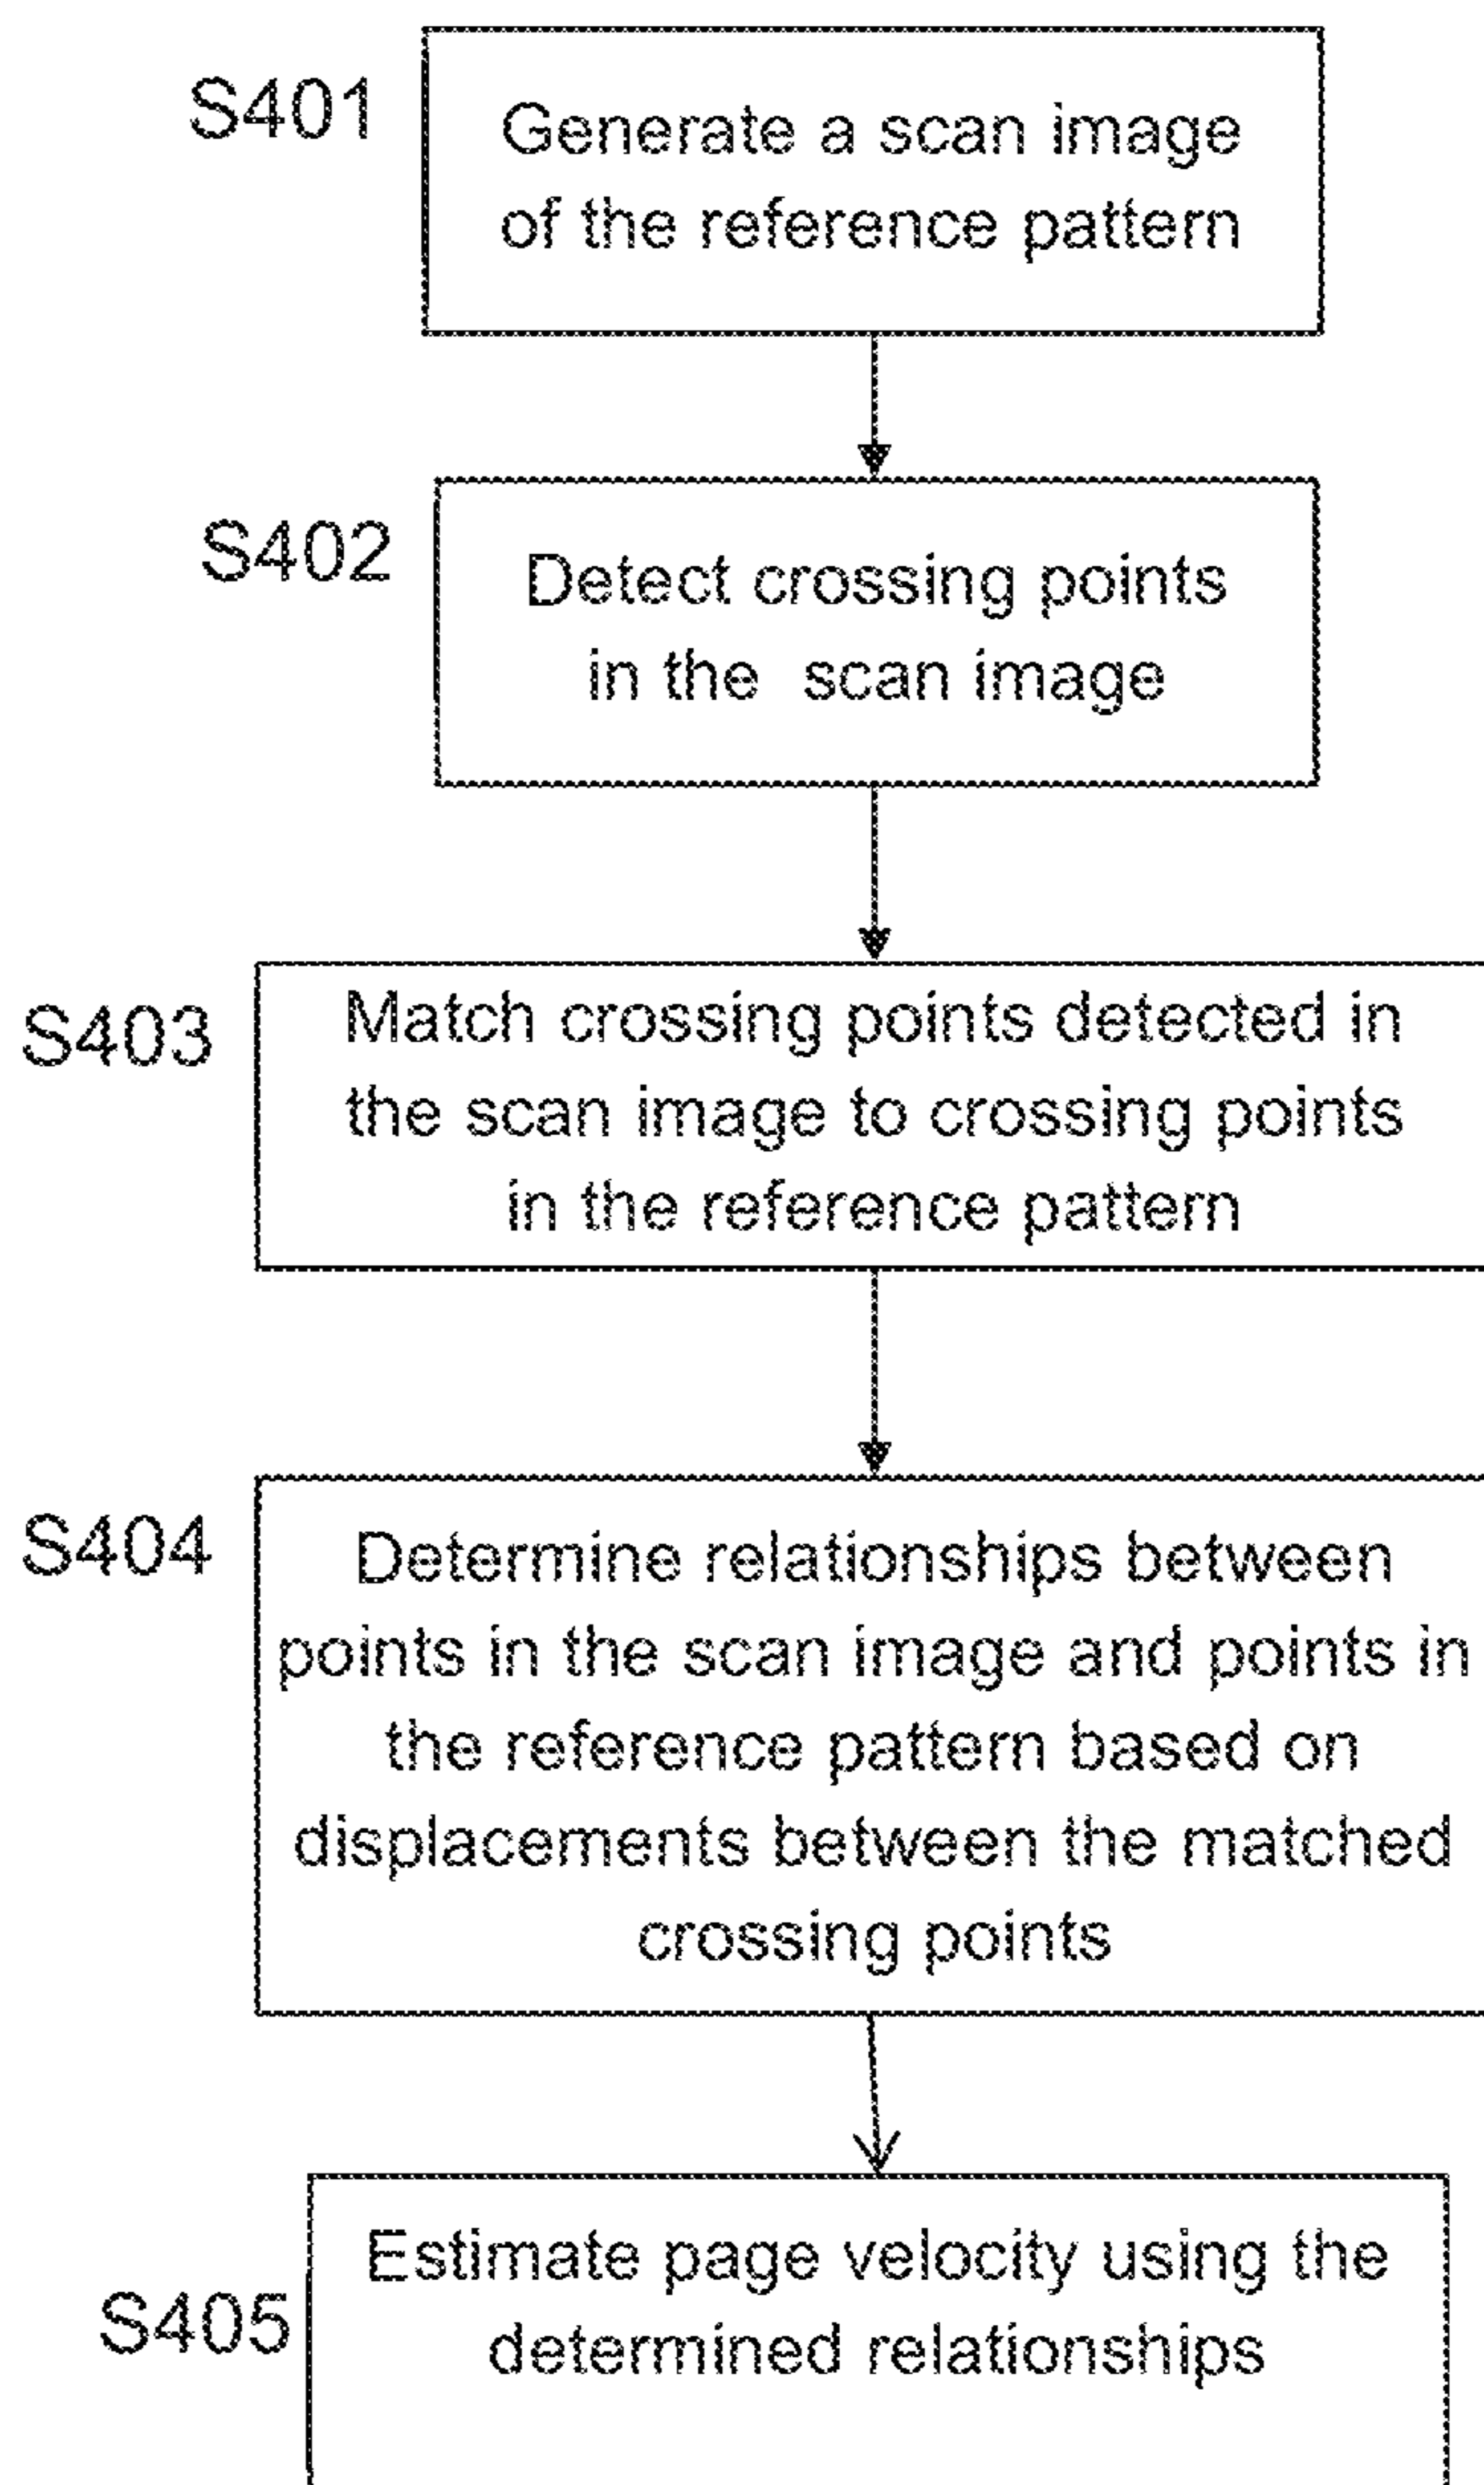 S401
Generate a scan image
of the reference pattern
S402
Detect crossing points
in the scan image
S403
Match crossing points detected in
the scan image to crossing points
in the reference pattern
S404
Determine relationships between
points in the scan image and points in
the reference pattern based on
displacements between the matched
crossing points
S405
Estimate page velocity using the
determined relationships